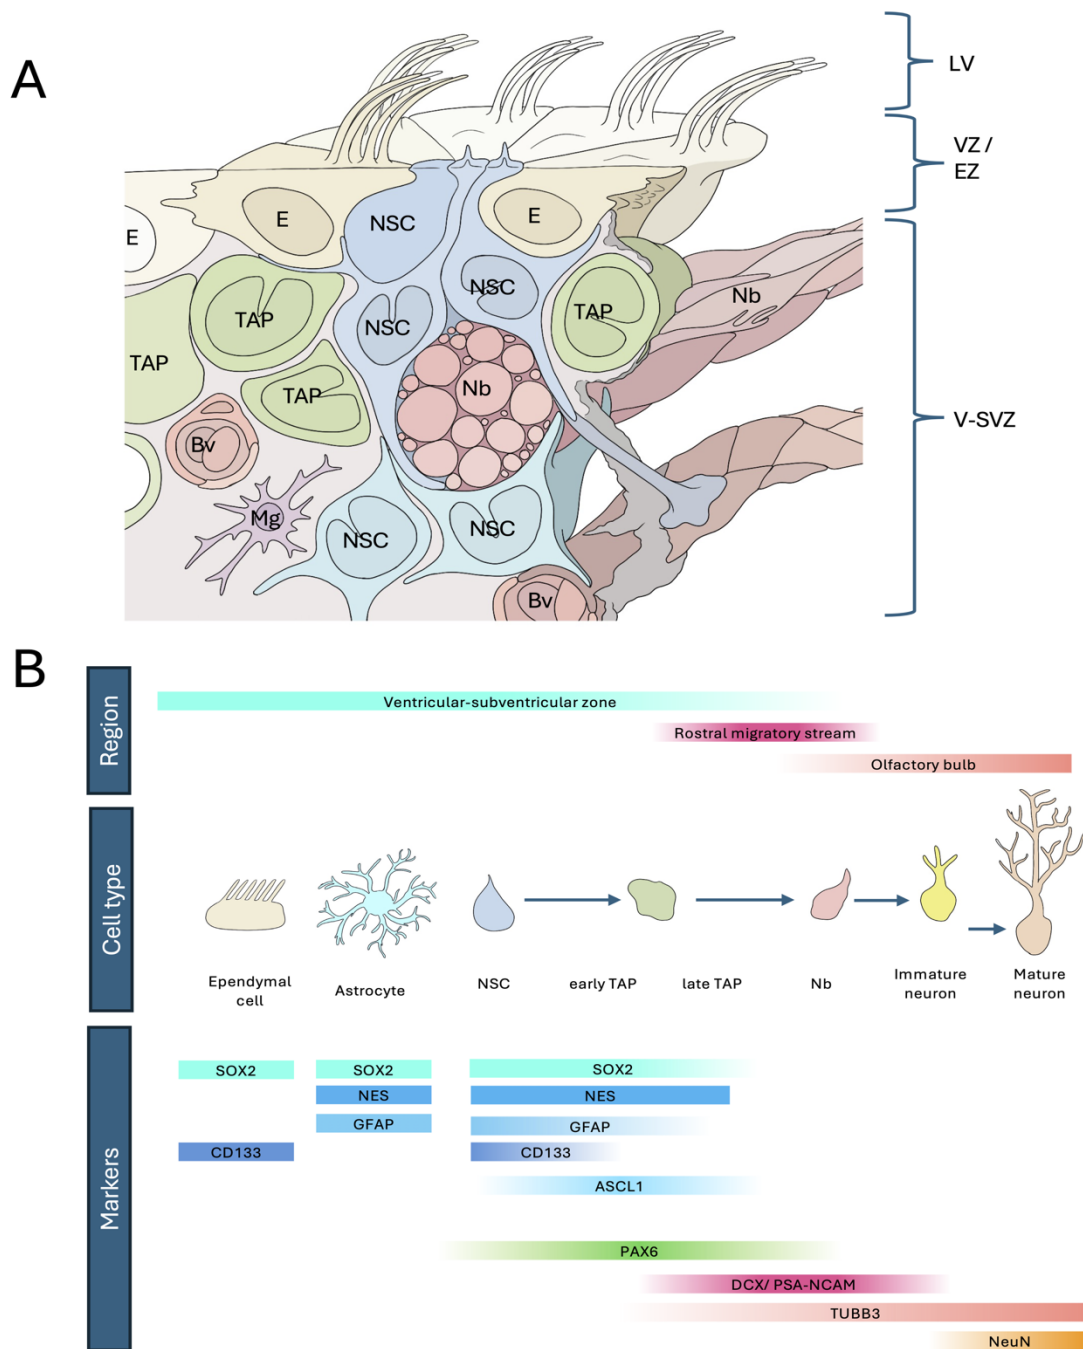 A
LV
VZ /
EZ
E
NSC
E
E
NSC
TAP
NSC
TAP
Nb
TAP
TAP
Nb
Bv
V-SVZ
Mg
NSC
NSC
Bv
B
Region
Ventricular-subventricular zone
Rostral migratory stream
Olfactory bulb
Cell type
Ependymal
cell
Astrocyte
NSC
early TAP
late TAP
Nb
Immature
neuron
Mature
neuron
Markers
SOX2
SOX2
SOX2
NES
NES
GFAP
GFAP
CD133
CD133
ASCL1
PAX6
DCX/ PSA-NCAM
TUBB3
NeuN